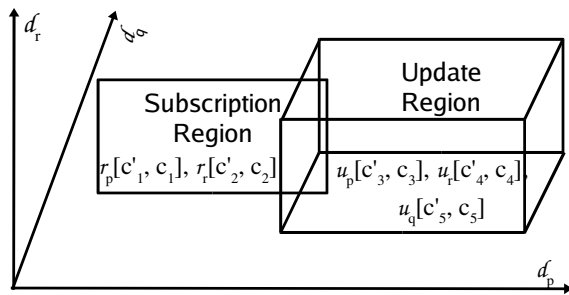 d_r
d_q
Subscription
Region
r_p[c'_1, c_1], r_r[c'_2, c_2]
Update
Region
u_p[c'_3, c_3], u_r[c'_4, c_4],
u_q[c'_5, c_5]
d_p